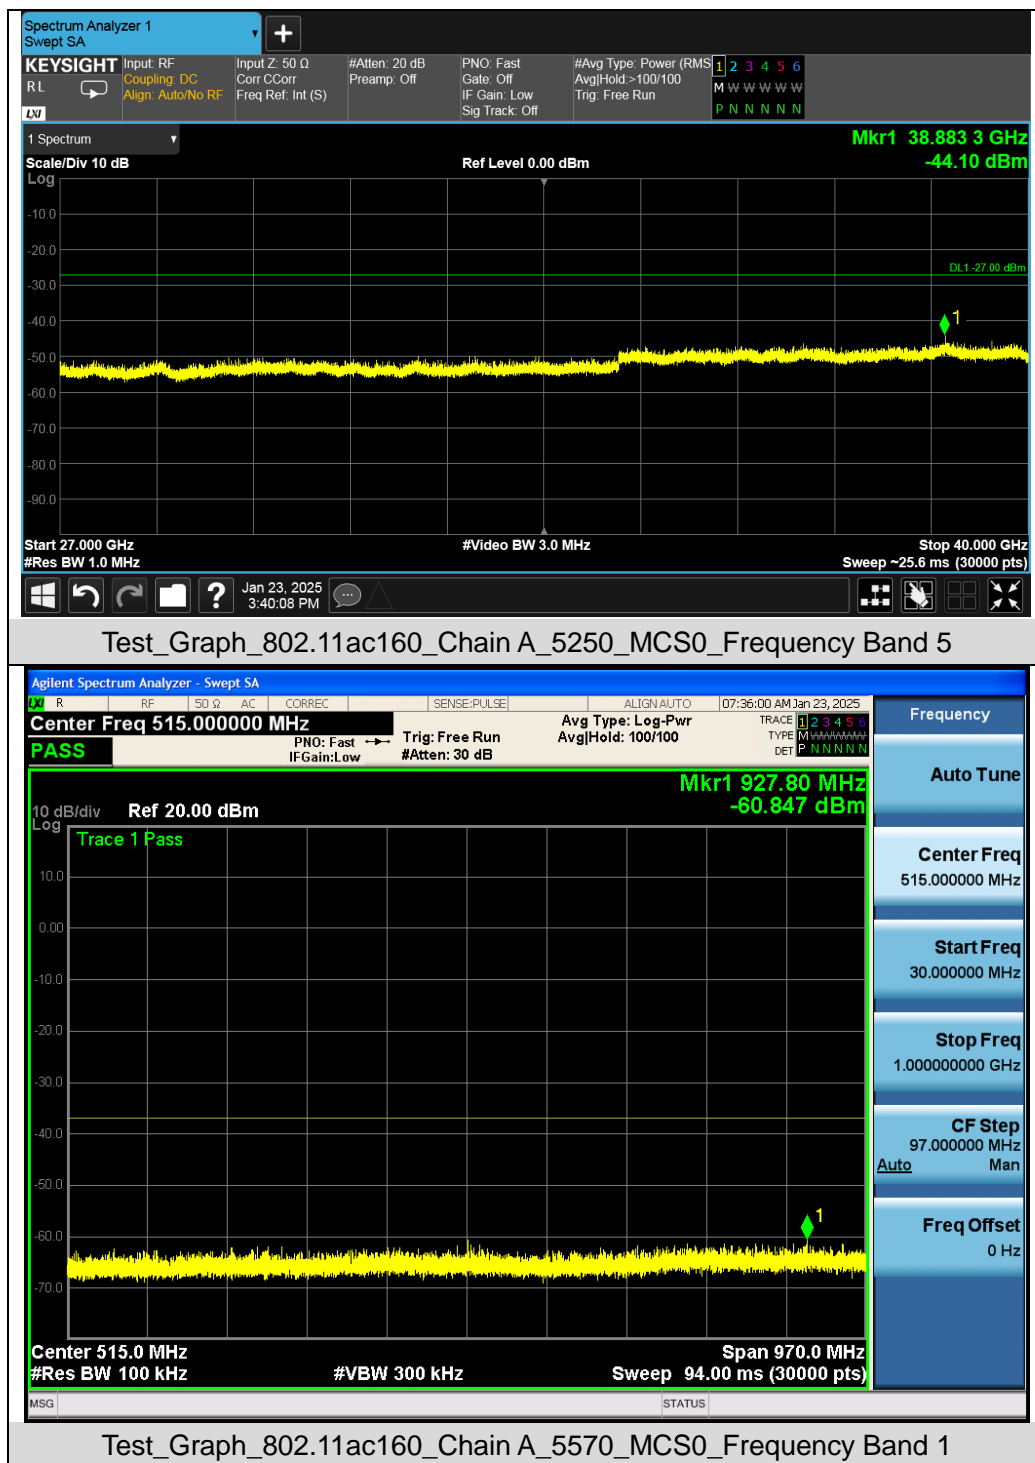 Spectrum Analyzer 1
Swept SA
KEYSIGHT
R L
LXI
Input: RF
Coupling: DC
Align: Auto/No RF
Input Z: 50 Ω
Corr CCorr
Freq Ref: Int (S)
#Atten: 20 dB
Preamp: Off
PNO: Fast
Gate: Off
IF Gain: Low
Sig Track: Off
#Avg Type: Power (RMS
Avg|Hold:>100/100
Trig: Free Run
1 2 3 4 5 6
M W W W W W
P N N N N N
1 Spectrum
Mkr1 38.883 3 GHz
Scale/Div 10 dB
Ref Level 0.00 dBm
-44.10 dBm
Log
-10.0
-20.0
DL1 -27.00 dBm
-30.0
-40.0
1
-50.0
-60.0
-70.0
-80.0
-90.0
Start 27.000 GHz
#Video BW 3.0 MHz
Stop 40.000 GHz
#Res BW 1.0 MHz
Sweep ~25.6 ms (30000 pts)
Jan 23, 2025
3:40:08 PM
Test_Graph_802.11ac160_Chain A_5250_MCS0_Frequency Band 5
Agilent Spectrum Analyzer - Swept SA
LXI R RF 50 Ω AC CORREC SENSE:PULSE ALIGN AUTO 07:36:00 AM Jan 23, 2025
Center Freq 515.000000 MHz
PASS
PNO: Fast
IFGain:Low
Trig: Free Run
#Atten: 30 dB
Avg Type: Log-Pwr
Avg|Hold: 100/100
TRACE 1 2 3 4 5 6
TYPE M W W W W W
DET P N N N N N
Mkr1 927.80 MHz
-60.847 dBm
10 dB/div Ref 20.00 dBm
Log
Trace 1 Pass
10.0
0.00
-10.0
-20.0
-30.0
-40.0
-50.0
1
-60.0
-70.0
Center 515.0 MHz
Span 970.0 MHz
#Res BW 100 kHz
#VBW 300 kHz
Sweep 94.00 ms (30000 pts)
MSG
STATUS
Frequency
Auto Tune
Center Freq
515.000000 MHz
Start Freq
30.000000 MHz
Stop Freq
1.000000000 GHz
CF Step
97.000000 MHz
Auto Man
Freq Offset
0 Hz
Test_Graph_802.11ac160_Chain A_5570_MCS0_Frequency Band 1